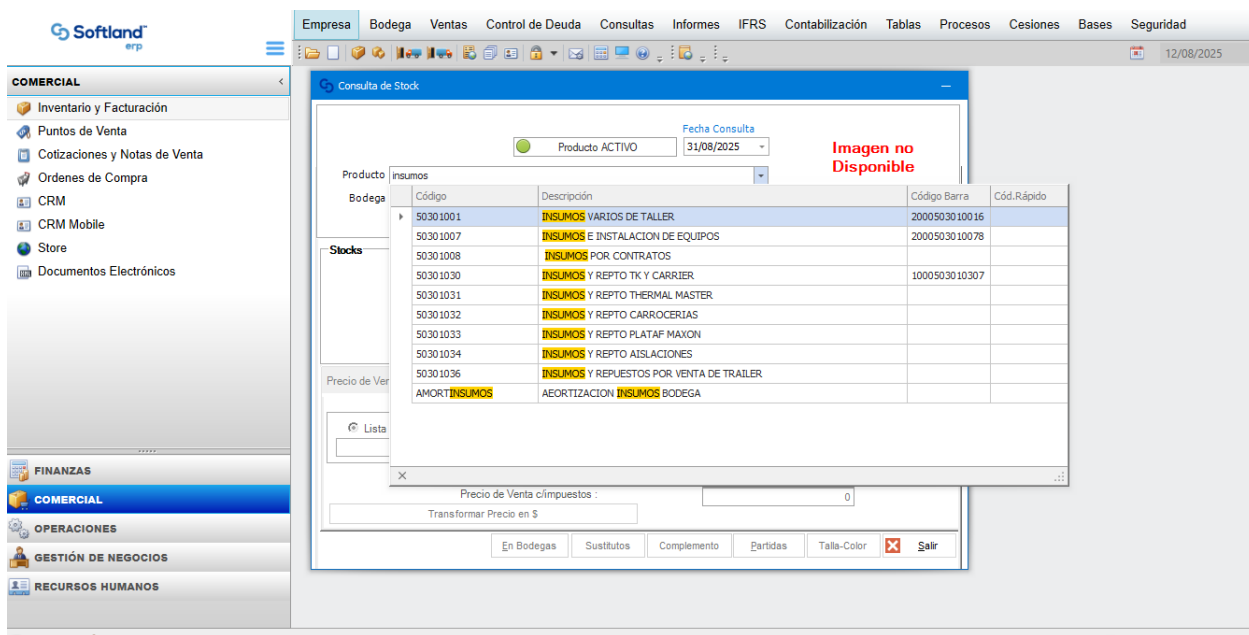 Softland
erp
Empresa Bodega Ventas Control de Deuda Consultas Informes IFRS Contabilización Tablas Procesos Cesiones Bases Seguridad
12/08/2025
COMERCIAL
Inventario y Facturación
Puntos de Venta
Cotizaciones y Notas de Venta
Ordenes de Compra
CRM
CRM Mobile
Store
Documentos Electrónicos
FINANZAS
COMERCIAL
OPERACIONES
GESTIÓN DE NEGOCIOS
RECURSOS HUMANOS
Consulta de Stock
Fecha Consulta
Producto ACTIVO 31/08/2025
Imagen no
Disponible
Producto insumos
Bodega
Código Descripción Código Barra Cód.Rápido
50301001 INSUMOS VARIOS DE TALLER 2000503010016
50301007 INSUMOS E INSTALACION DE EQUIPOS 2000503010078
50301008 INSUMOS POR CONTRATOS
50301030 INSUMOS Y REPTO TK Y CARRIER 1000503010307
50301031 INSUMOS Y REPTO THERMAL MASTER
50301032 INSUMOS Y REPTO CARROCERIAS
50301033 INSUMOS Y REPTO PLATAF MAXON
50301034 INSUMOS Y REPTO AISLACIONES
50301036 INSUMOS Y REPUESTOS POR VENTA DE TRAILER
AMORTINSUMOS AEORTIZACION INSUMOS BODEGA
Stocks
Precio de Ver
Lista
Precio de Venta c/impuestos : 0
Transformar Precio en $
En Bodegas Sustitutos Complemento Partidas Talla-Color Salir